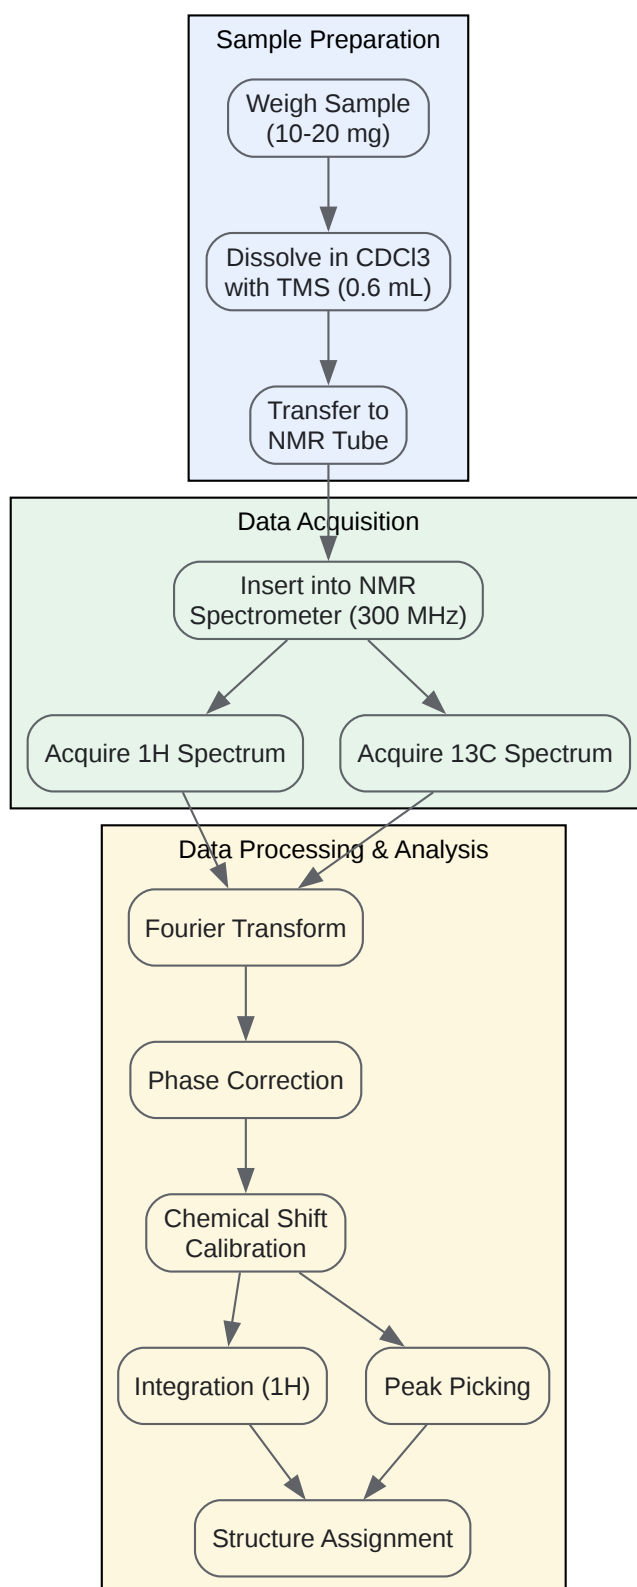 Sample Preparation
Weigh Sample
(10-20 mg)
Dissolve in CDCl3
with TMS (0.6 mL)
Transfer to
NMR Tube
Data Acquisition
Insert into NMR
Spectrometer (300 MHz)
Acquire 1H Spectrum
Acquire 13C Spectrum
Data Processing & Analysis
Fourier Transform
Phase Correction
Chemical Shift
Calibration
Integration (1H)
Peak Picking
Structure Assignment